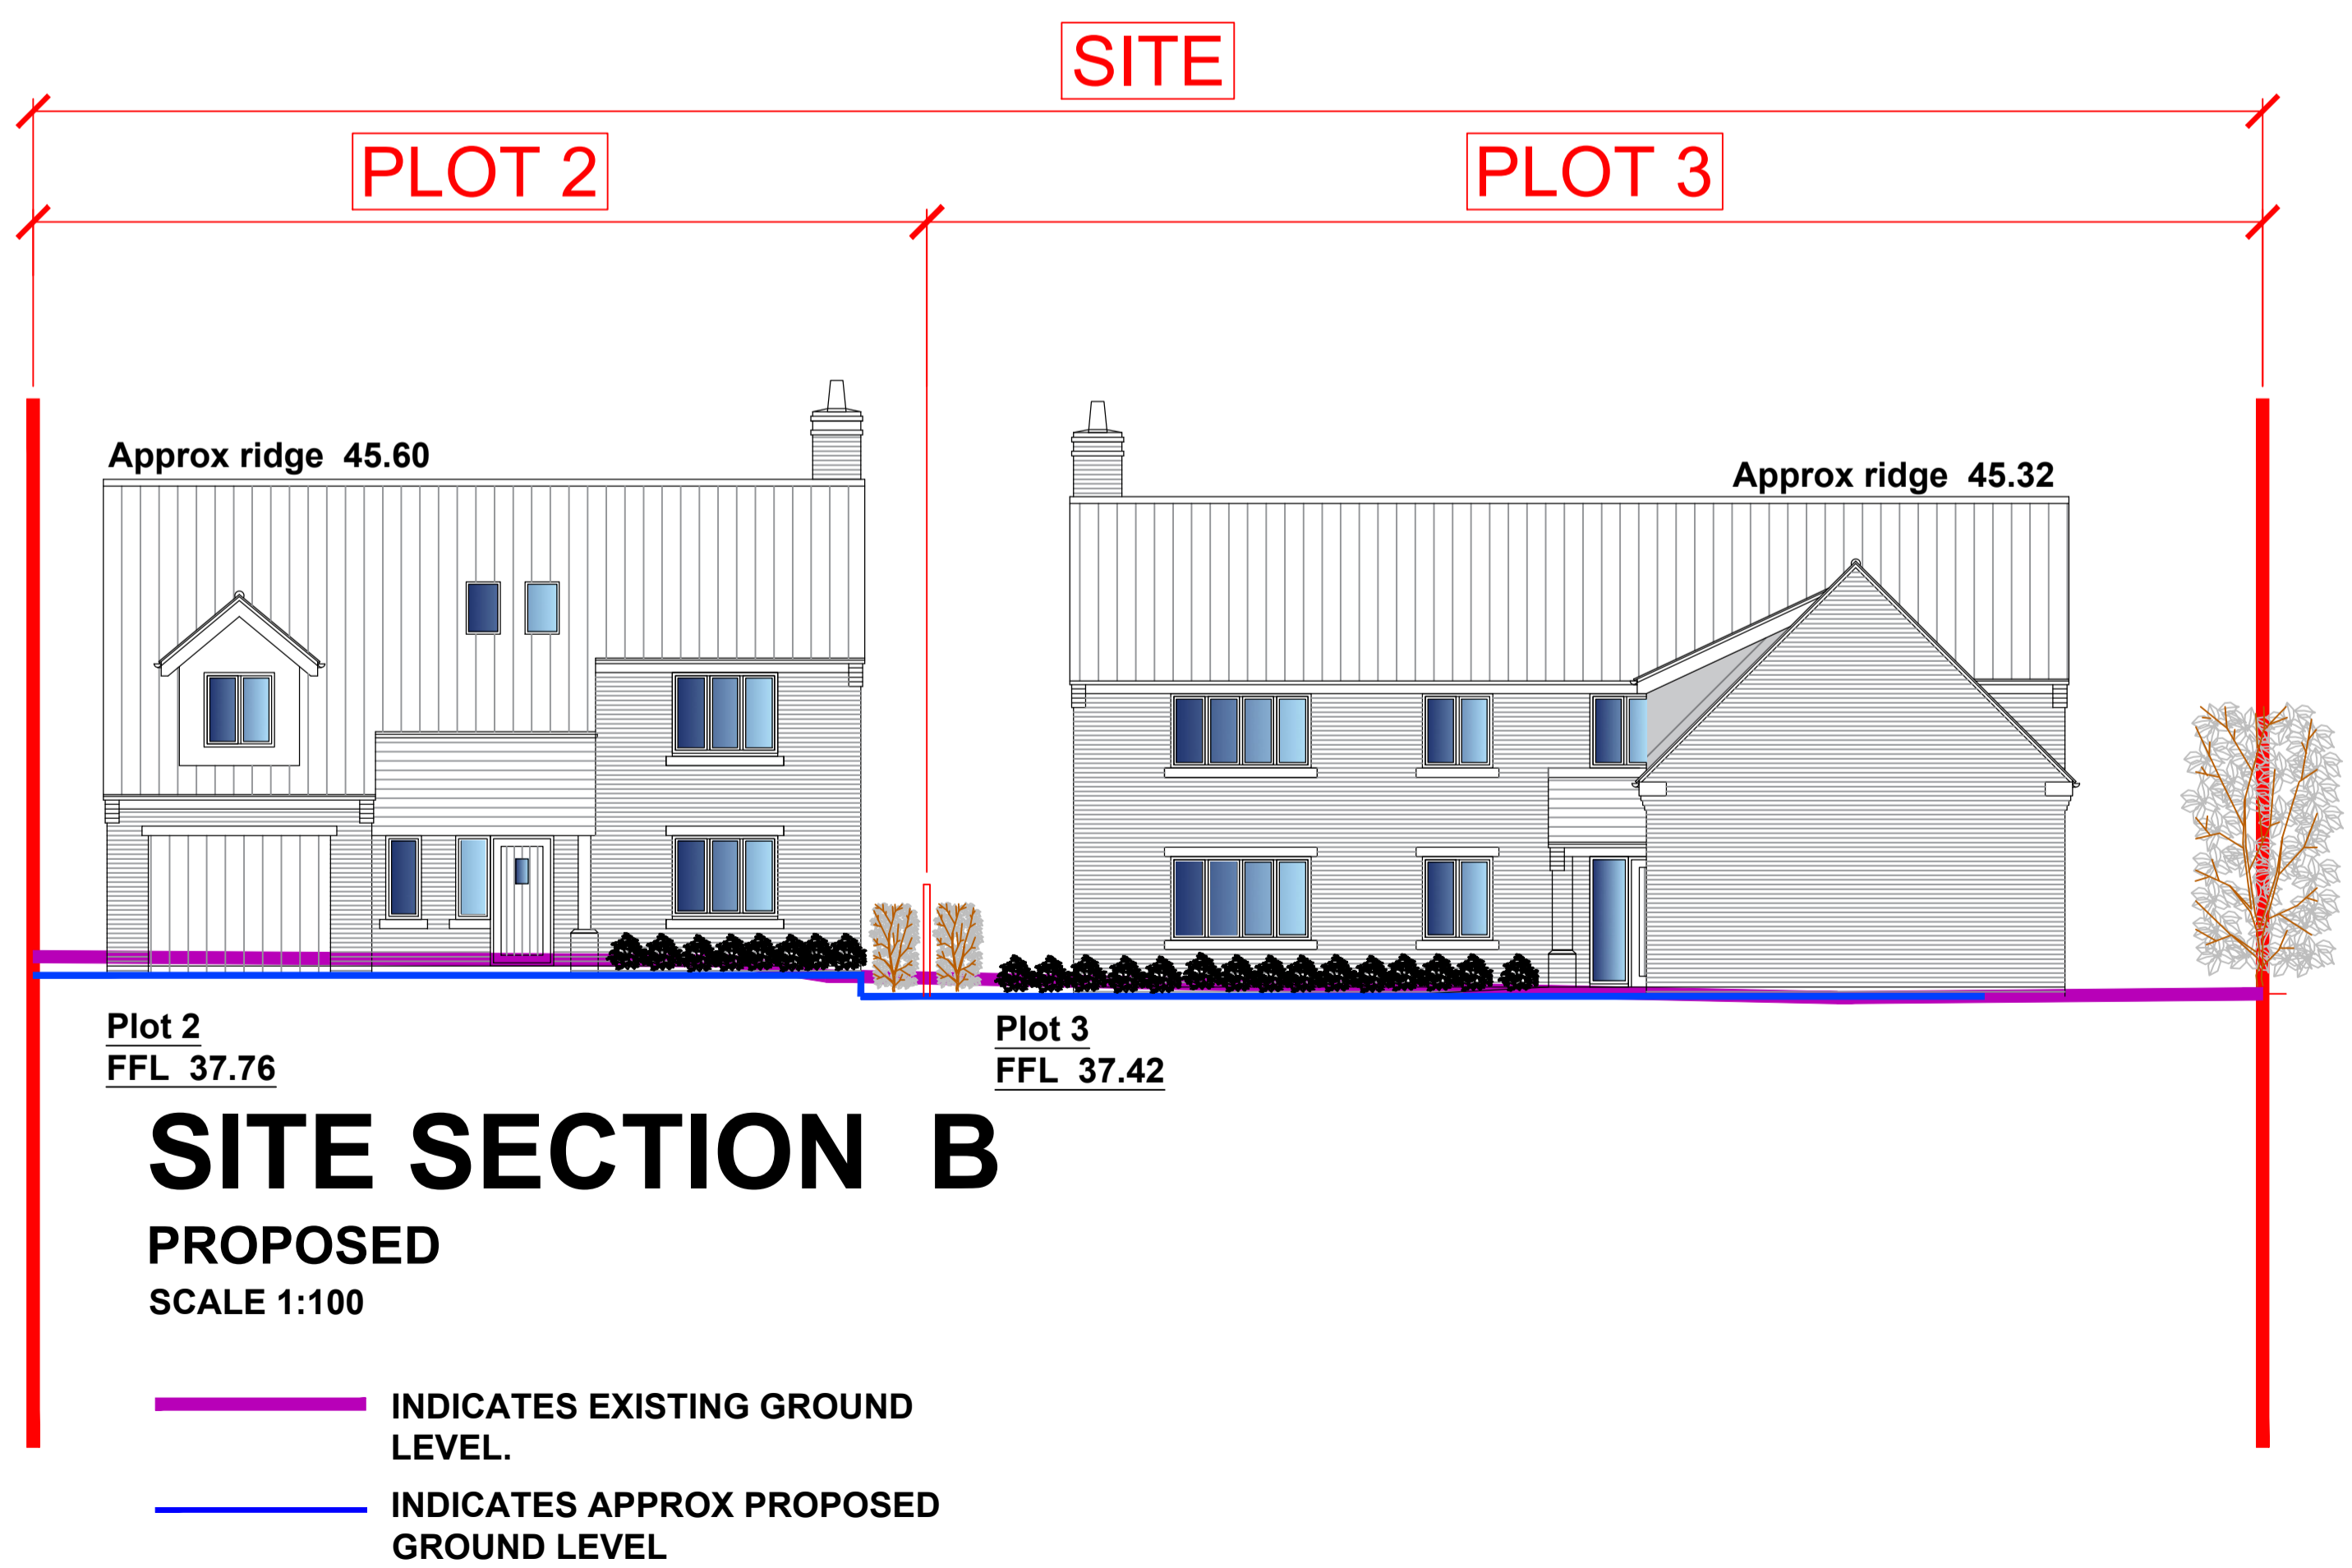 SITE
PLOT 2
PLOT 3
Approx ridge  45.60
Approx ridge  45.32
Plot 2
FFL  37.76
Plot 3
FFL  37.42
SITE SECTION  B
PROPOSED
SCALE 1:100
INDICATES EXISTING GROUND
LEVEL.
INDICATES APPROX PROPOSED
GROUND LEVEL